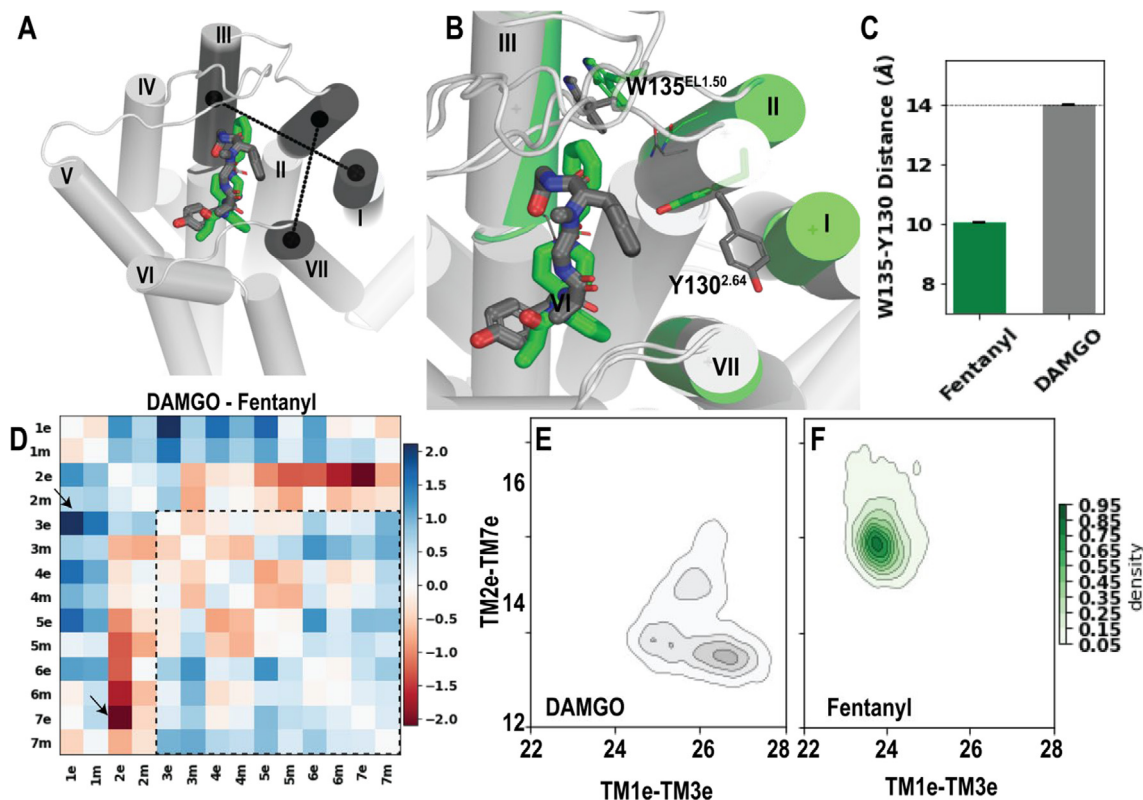 A
III
IV
II
V
I
VI
VII
B
III
W135EL1.50
II
I
Y1302.64
VI
VII
C
W135-Y130 Distance (Å)
14
12
10
8
Fentanyl
DAMGO
D
DAMGO - Fentanyl
1e
1m
2e
2m
3e
3m
4e
4m
5e
5m
6e
6m
7e
7m
1e 1m 2e 2m 3e 3m 4e 4m 5e 5m 6e 6m 7e 7m
2.0
1.5
1.0
0.5
0.0
−0.5
−1.0
−1.5
−2.0
E
TM2e-TM7e
16
14
12
DAMGO
22 24 26 28
TM1e-TM3e
F
Fentanyl
22 24 26 28
TM1e-TM3e
0.95
0.85
0.75
0.65
0.55
0.45
0.35
0.25
0.15
0.05
density